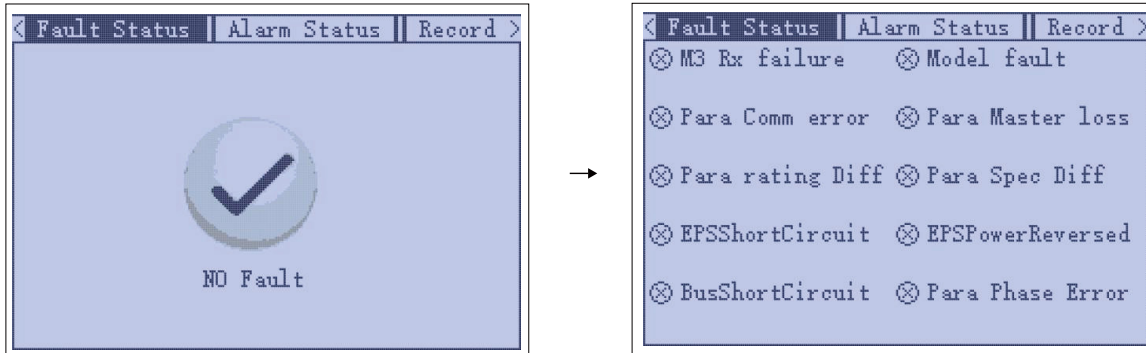 < Fault Status || Alarm Status || Record >
NO Fault
→
< Fault Status || Alarm Status || Record >
M3 Rx failure Model fault
Para Comm error Para Master loss
Para rating Diff Para Spec Diff
EPSShortCircuit EPSPowerReversed
BusShortCircuit Para Phase Error